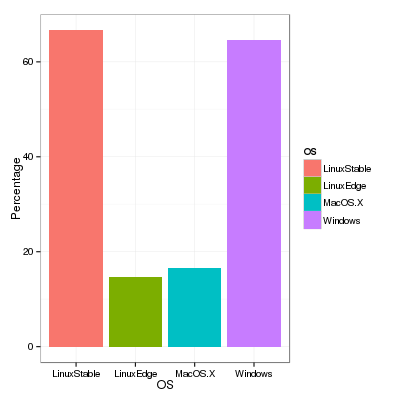 Percentage
60
40
20
0
LinuxStable
LinuxEdge
MacOS.X
Windows
OS
OS
LinuxStable
LinuxEdge
MacOS.X
Windows